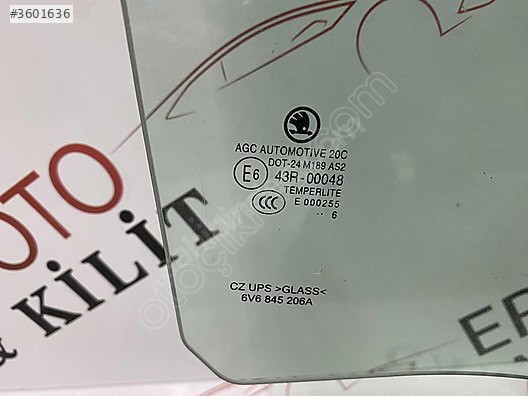 #3601636
AGC AUTOMOTIVE 20C
DOT-24 M189 AS2
E6 43R-00048
TEMPERLITE
E 000255
.. 6
CZ UPS >GLASS<
6V6 845 206A
OTO
& KİLİT